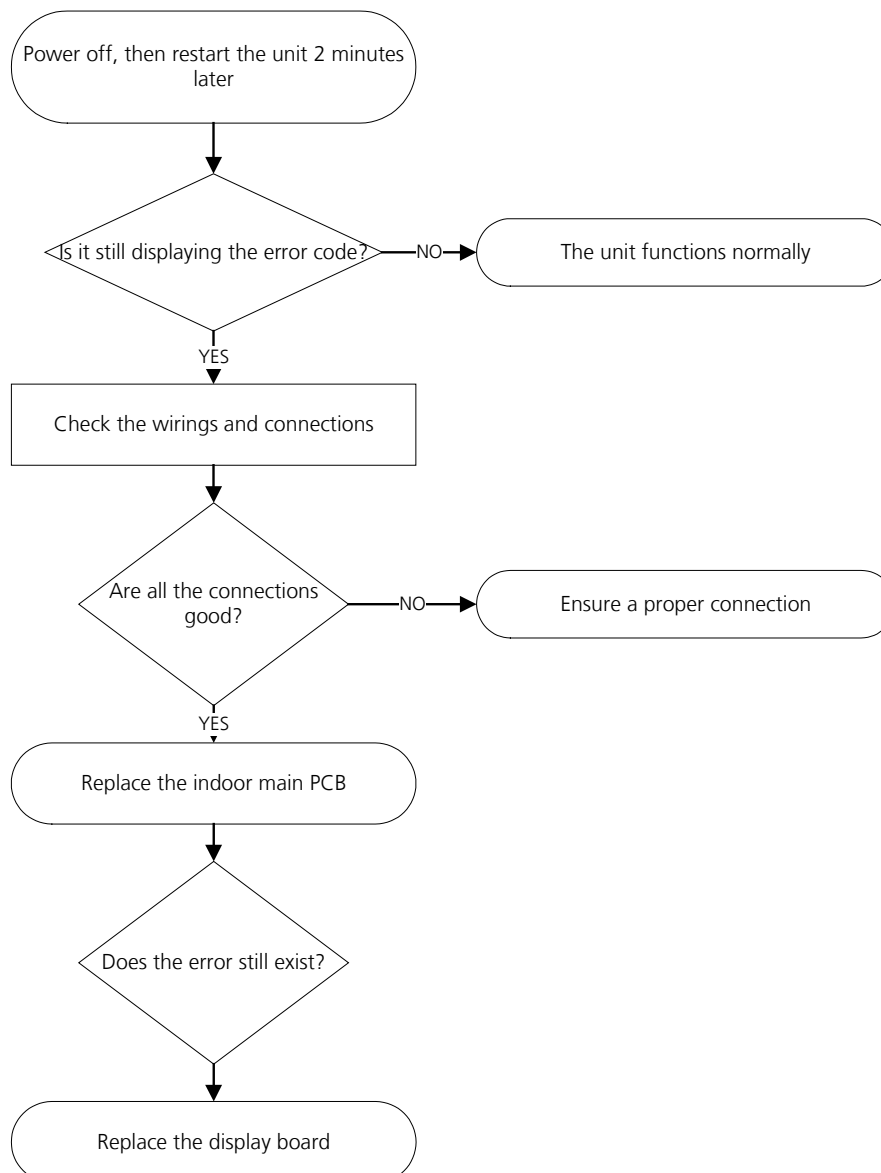 Power off, then restart the unit 2 minutes
later
Is it still displaying the error code?
NO
The unit functions normally
YES
Check the wirings and connections
Are all the connections
good?
NO
Ensure a proper connection
YES
Replace the indoor main PCB
Does the error still exist?
Replace the display board